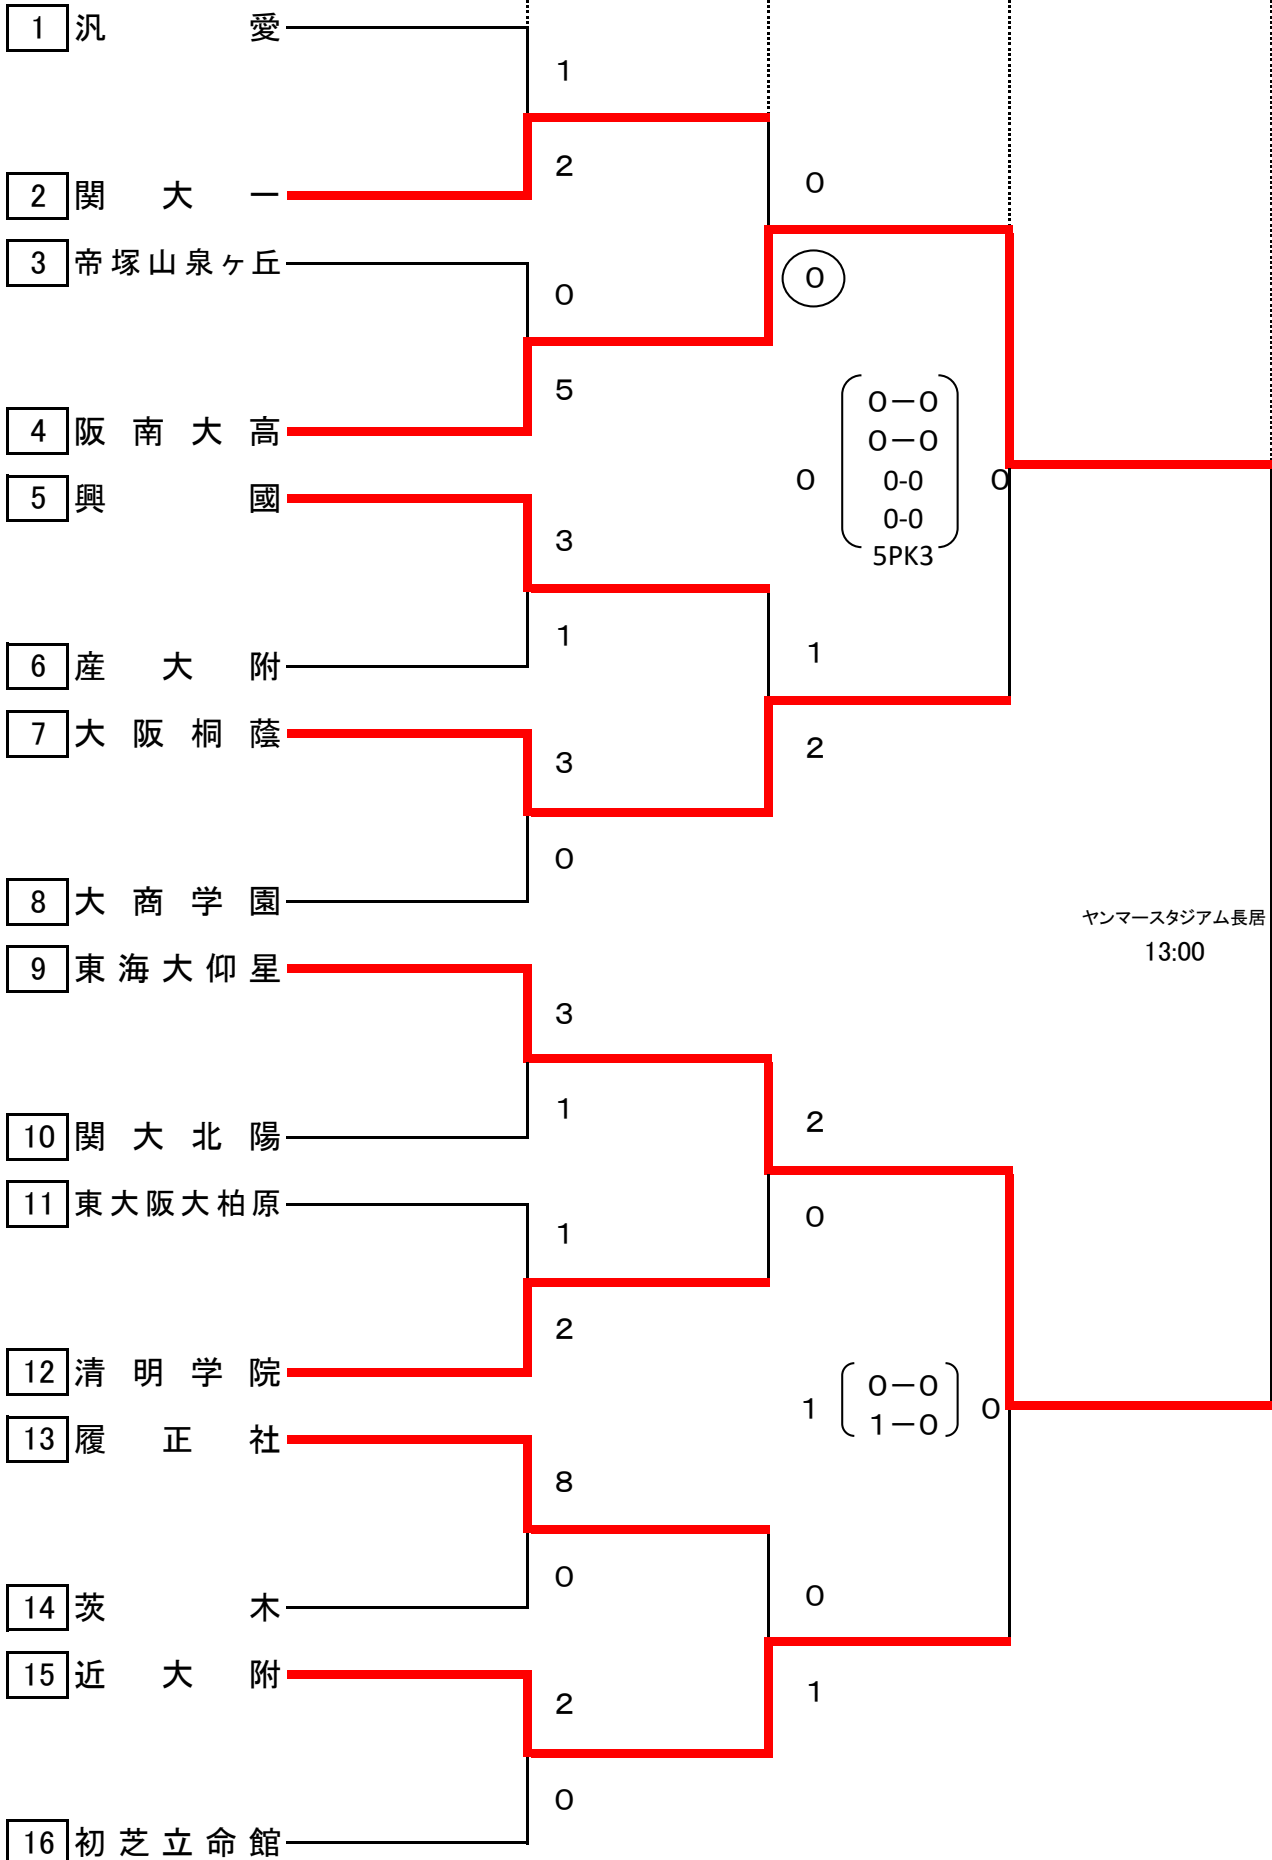 1 汎愛
1
2
2 関大一
0
3 帝塚山泉ヶ丘
0
0
5
0－0
4 阪南大高
0－0
0 0-0 0
5 興國
0-0
3
5PK3
1
1
6 産大附
7 大阪桐蔭
2
3
0
8 大商学園
ヤンマースタジアム長居
13:00
9 東海大仰星
3
1
2
10 関大北陽
11 東大阪大柏原
0
1
2
12 清明学院
0－0
1 0
1－0
13 履正社
8
0
0
14 茨木
15 近大附
1
2
0
16 初芝立命館